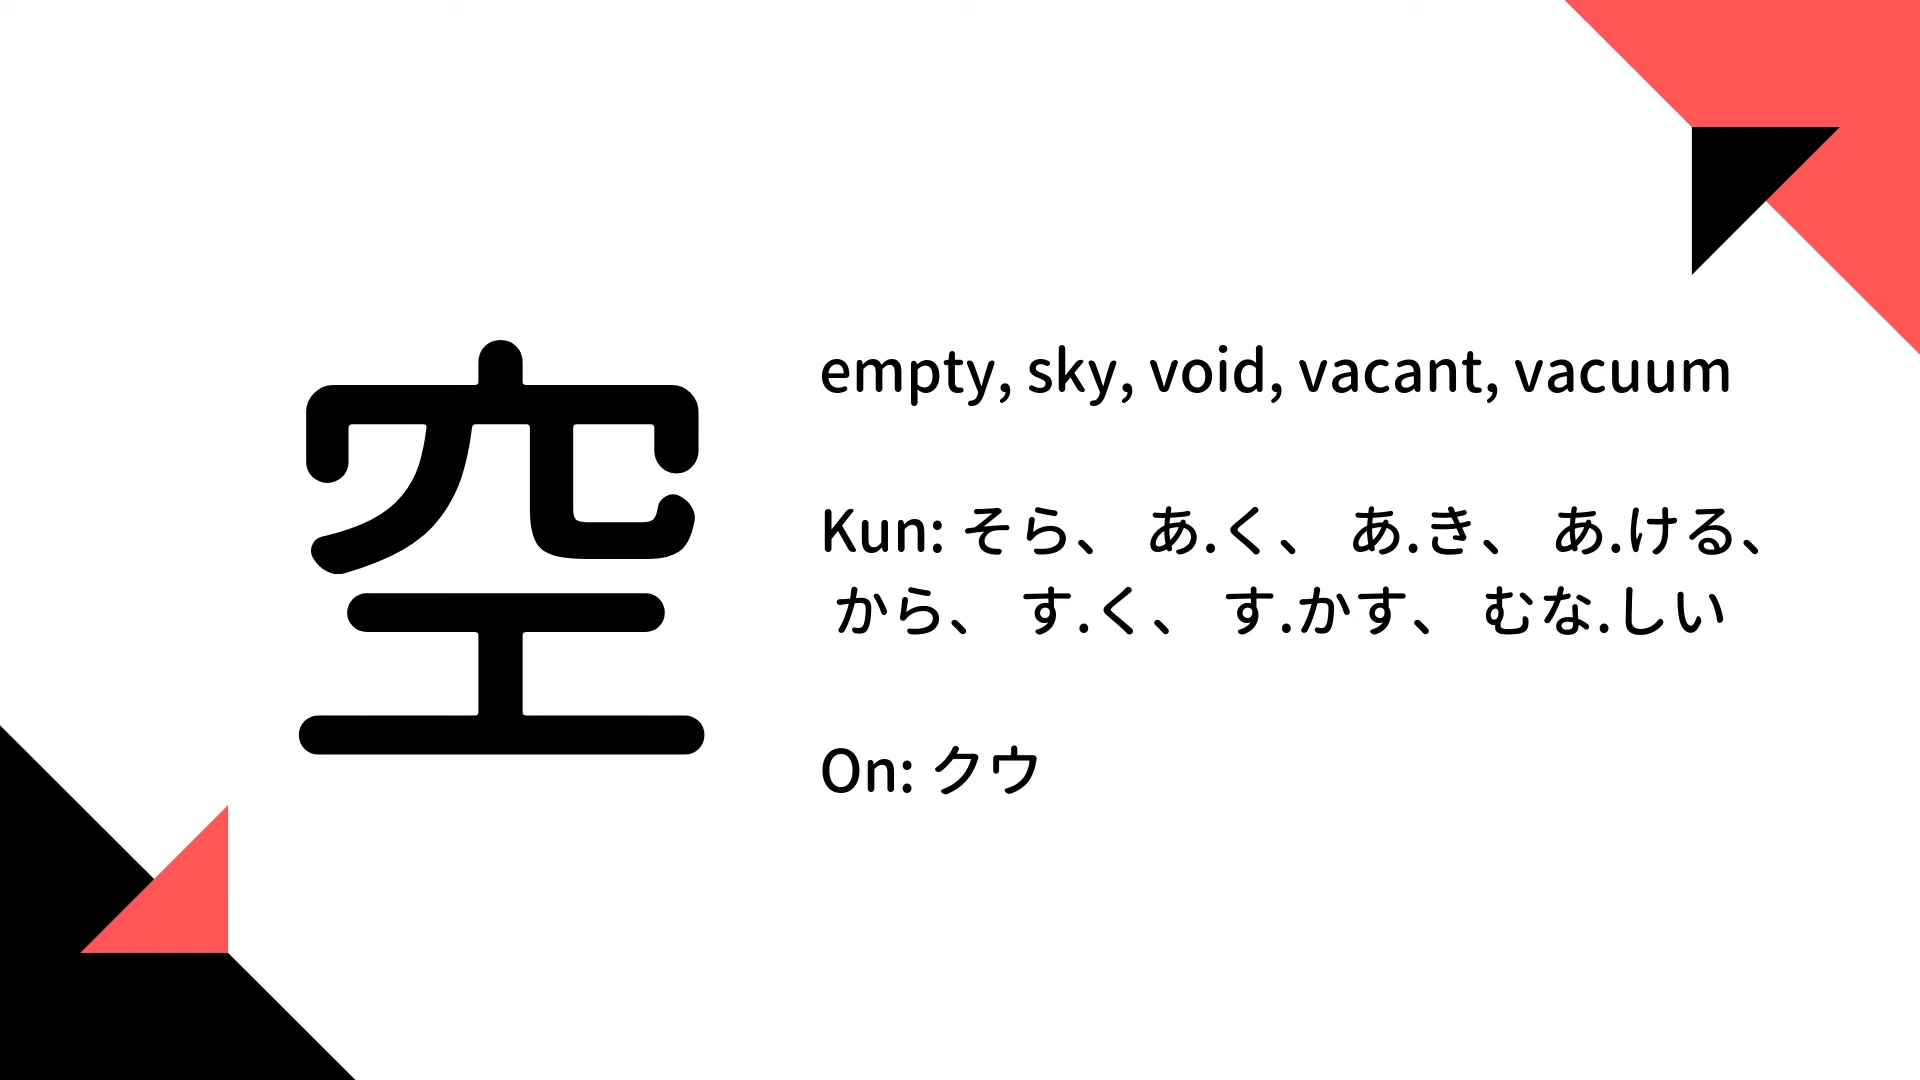 空
empty, sky, void, vacant, vacuum
Kun: そら、 あ.く、 あ.き、 あ.ける、
から、 す.く、 す.かす、 むな.しい
On: クウ